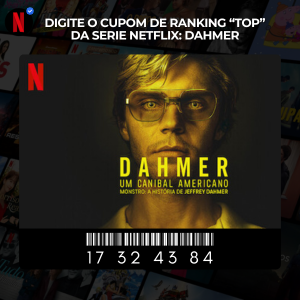 N
DIGITE O CUPOM DE RANKING “TOP”
DA SERIE NETFLIX: DAHMER
N
DAHMER
UM CANIBAL AMERICANO
MONSTRO: A HISTÓRIA DE JEFFREY DAHMER
17 32 43 84